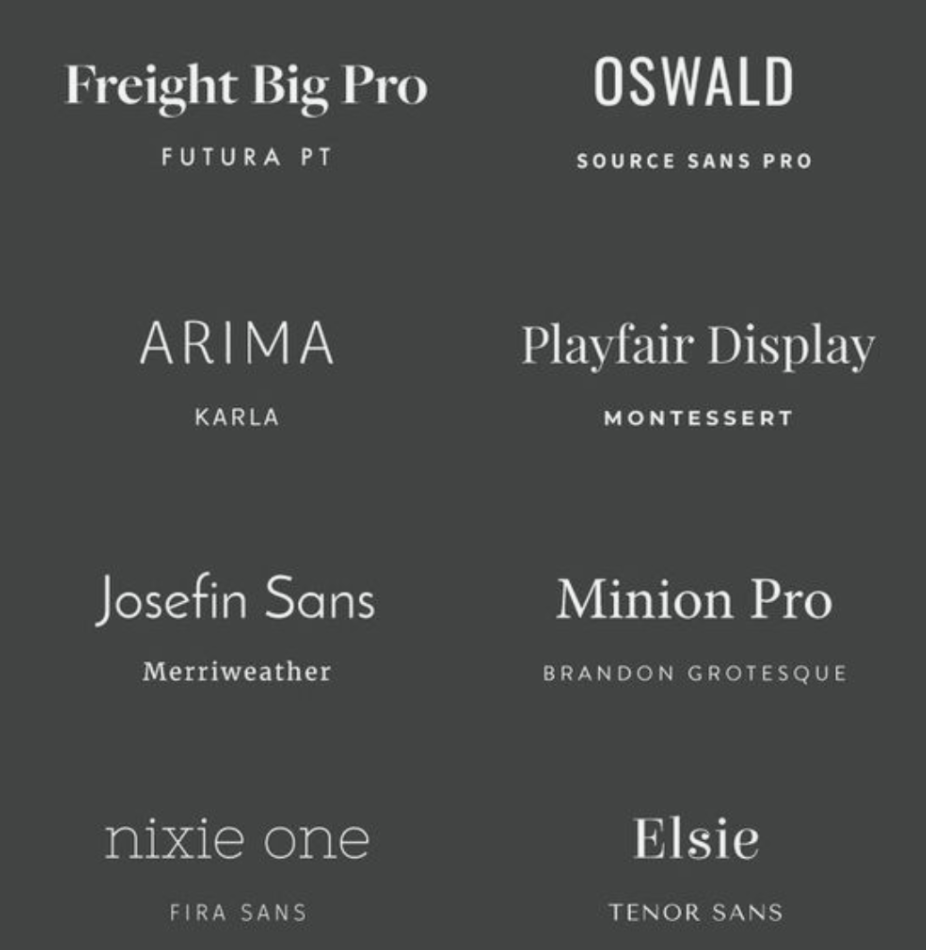 Freight Big Pro
FUTURA PT
OSWALD
SOURCE SANS PRO
ARIMA
KARLA
Playfair Display
MONTESSERT
Josefin Sans
Merriweather
Minion Pro
BRANDON GROTESQUE
nixie one
FIRA SANS
Elsie
TENOR SANS